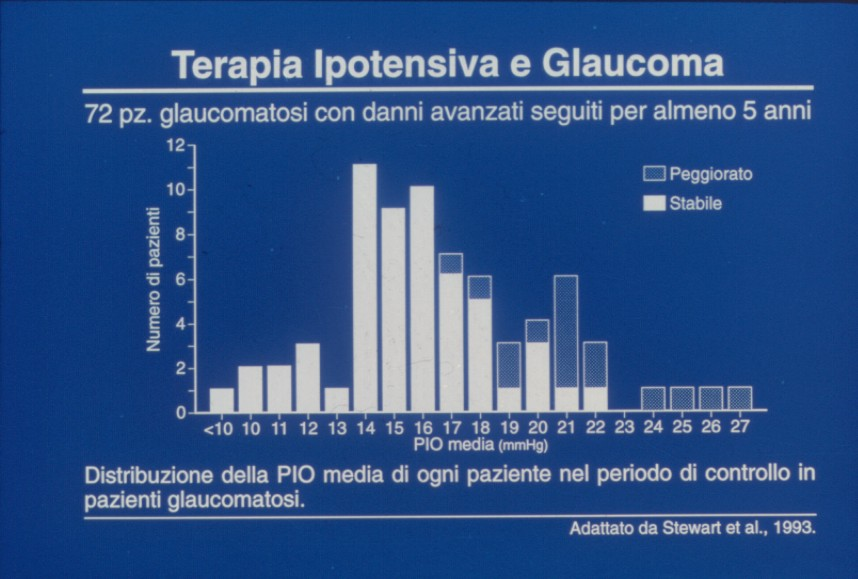 Terapia Ipotensiva e Glaucoma
72 pz. glaucomatosi con danni avanzati seguiti per almeno 5 anni
12
10
8
6
4
2
0
Numero di pazienti
Peggiorato
Stabile
<10 10 11 12 13 14 15 16 17 18 19 20 21 22 23 24 25 26 27
PIO media (mmHg)
Distribuzione della PIO media di ogni paziente nel periodo di controllo in
pazienti glaucomatosi.
Adattato da Stewart et al., 1993.